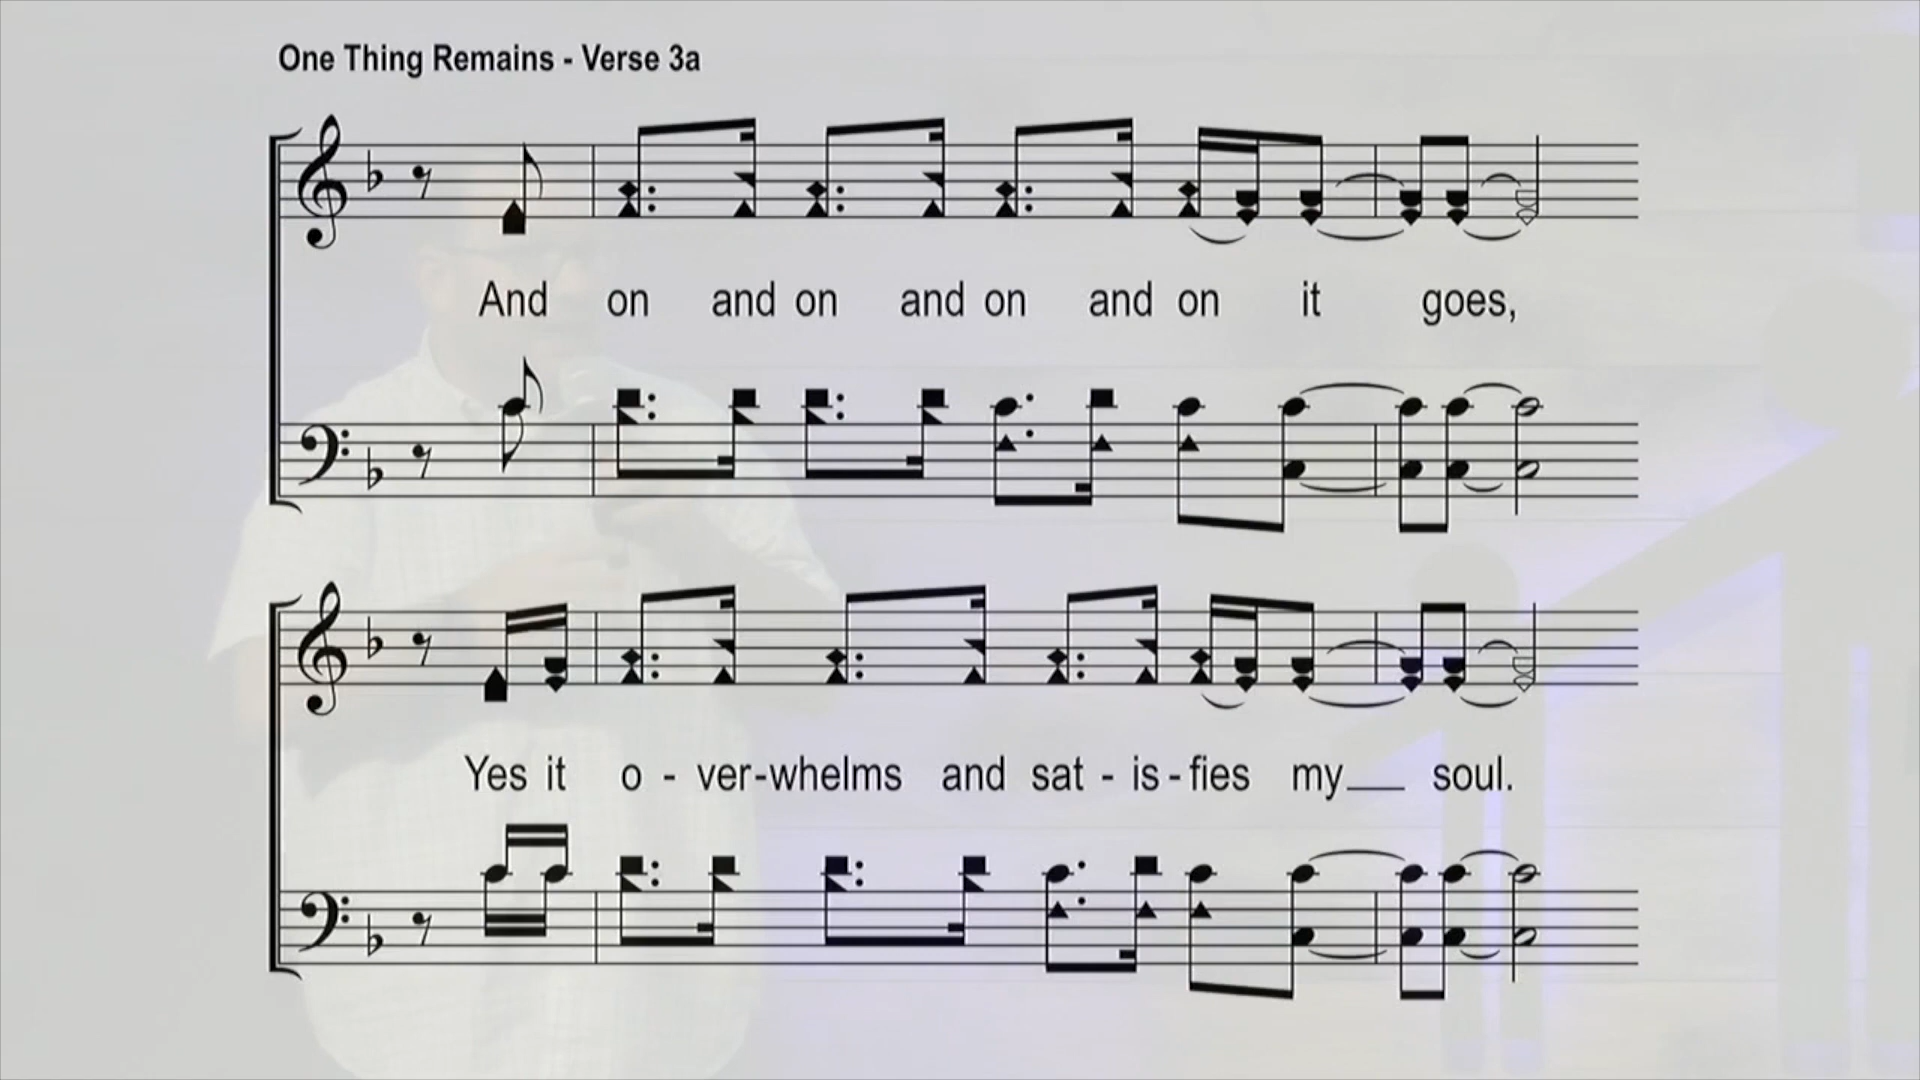 One Thing Remains - Verse 3a
And on and on and on and on it goes,
Yes it o - ver-whelms and sat - is - fies my__ soul.